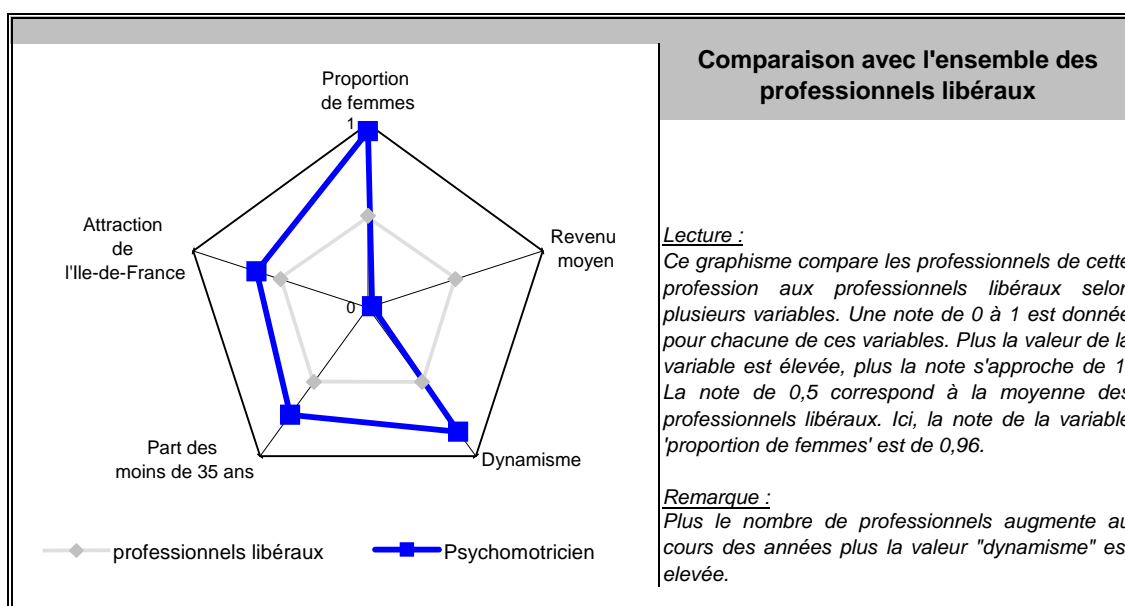 Comparaison avec l'ensemble des
professionnels libéraux
Proportion
de femmes
1
Attraction
de
l'Ile-de-France
Revenu
moyen
0
Part des
moins de 35 ans
Dynamisme
professionnels libéraux
Psychomotricien
Lecture :
Ce graphisme compare les professionnels de cette
profession aux professionnels libéraux selon
plusieurs variables. Une note de 0 à 1 est donnée
pour chacune de ces variables. Plus la valeur de la
variable est élevée, plus la note s'approche de 1
La note de 0,5 correspond à la moyenne des
professionnels libéraux. Ici, la note de la variable
'proportion de femmes' est de 0,96.
Remarque :
Plus le nombre de professionnels augmente au
cours des années plus la valeur "dynamisme" es
elevée.